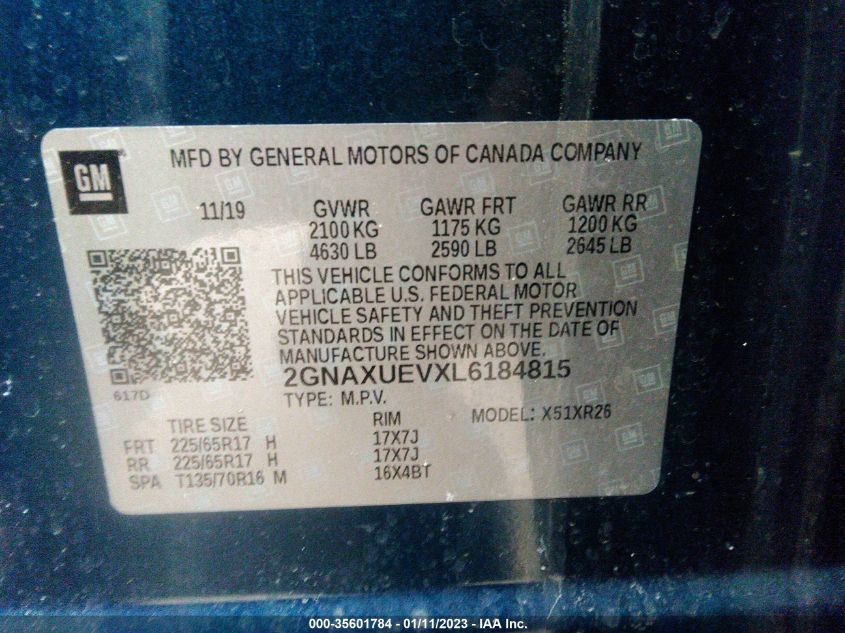 GM
MFD BY GENERAL MOTORS OF CANADA COMPANY
11/19 GVWR GAWR FRT GAWR RR
2100 KG 1175 KG 1200 KG
4630 LB 2590 LB 2645 LB
THIS VEHICLE CONFORMS TO ALL
APPLICABLE U.S. FEDERAL MOTOR
VEHICLE SAFETY AND THEFT PREVENTION
STANDARDS IN EFFECT ON THE DATE OF
MANUFACTURE SHOWN ABOVE.
2GNAXUEVXL6184815
617D
TYPE: M.P.V. MODEL: X51XR26
TIRE SIZE RIM
FRT 225/65R17 H 17X7J
RR 225/65R17 H 17X7J
SPA T135/70R16 M 16X4BT
000-35601784 - 01/11/2023 - IAA Inc.